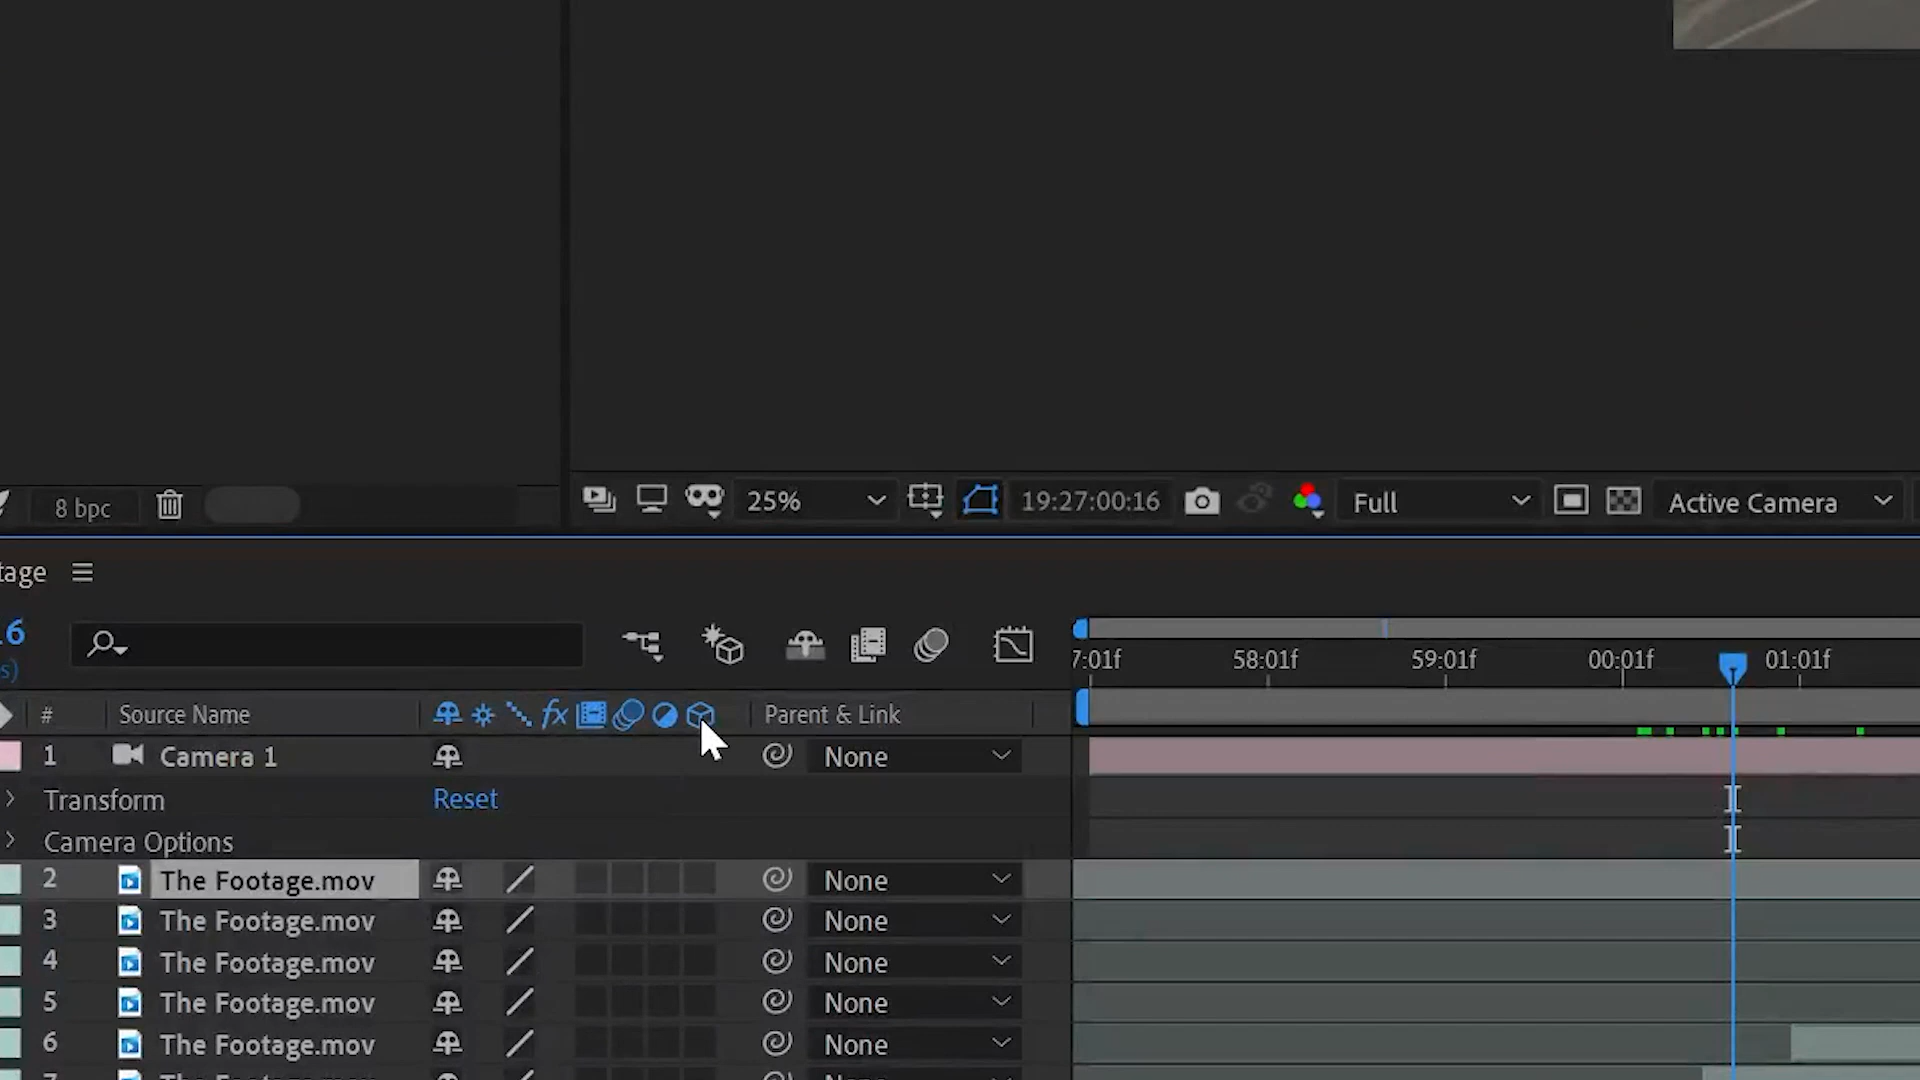 8 bpc
25%
19:27:00:16
Full
Active Camera
tage
16
s)
7:01f 58:01f 59:01f 00:01f 01:01f
# Source Name fx Parent & Link
1 Camera 1 None
Transform Reset
Camera Options
2 The Footage.mov None
3 The Footage.mov None
4 The Footage.mov None
5 The Footage.mov None
6 The Footage.mov None